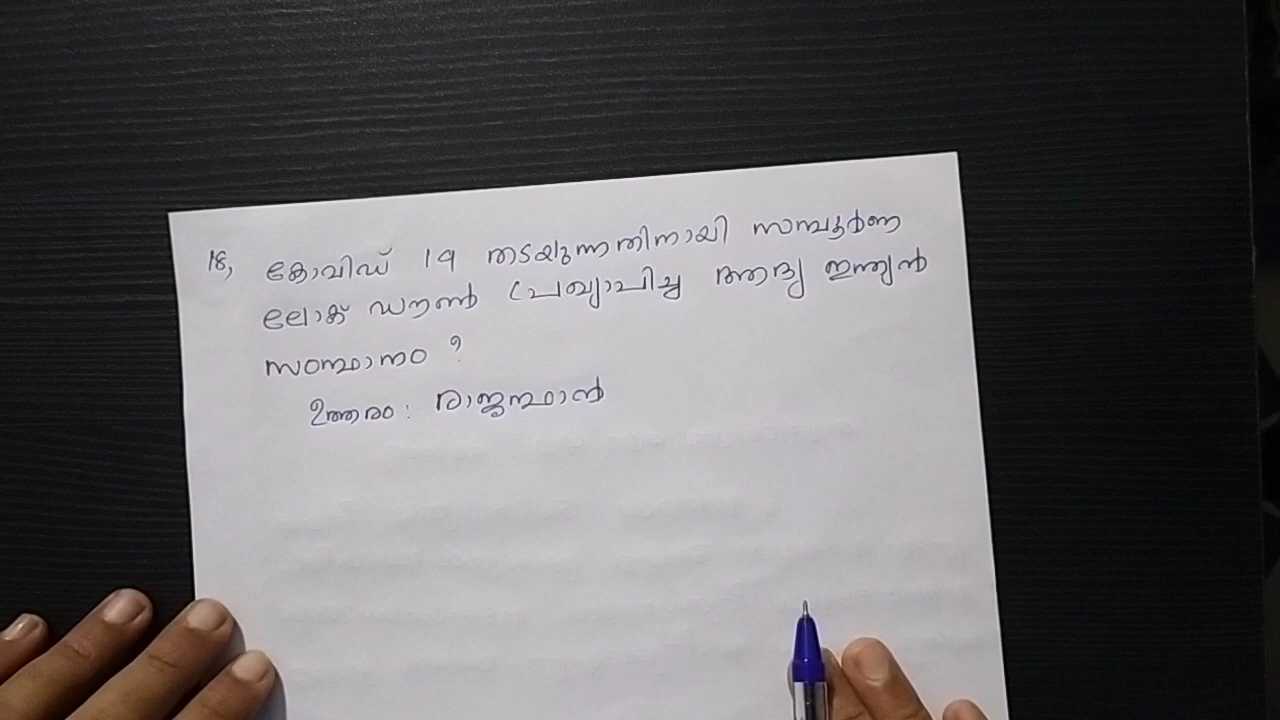 18, കോവിഡ് 19 തടയുന്നതിനായി സമ്പൂർണ
ലോക് ഡൗൺ പ്രഖ്യാപിച്ച ആദ്യ ഇന്ത്യൻ
സംസ്ഥാനം ?
ഉത്തരം : രാജസ്ഥാൻ